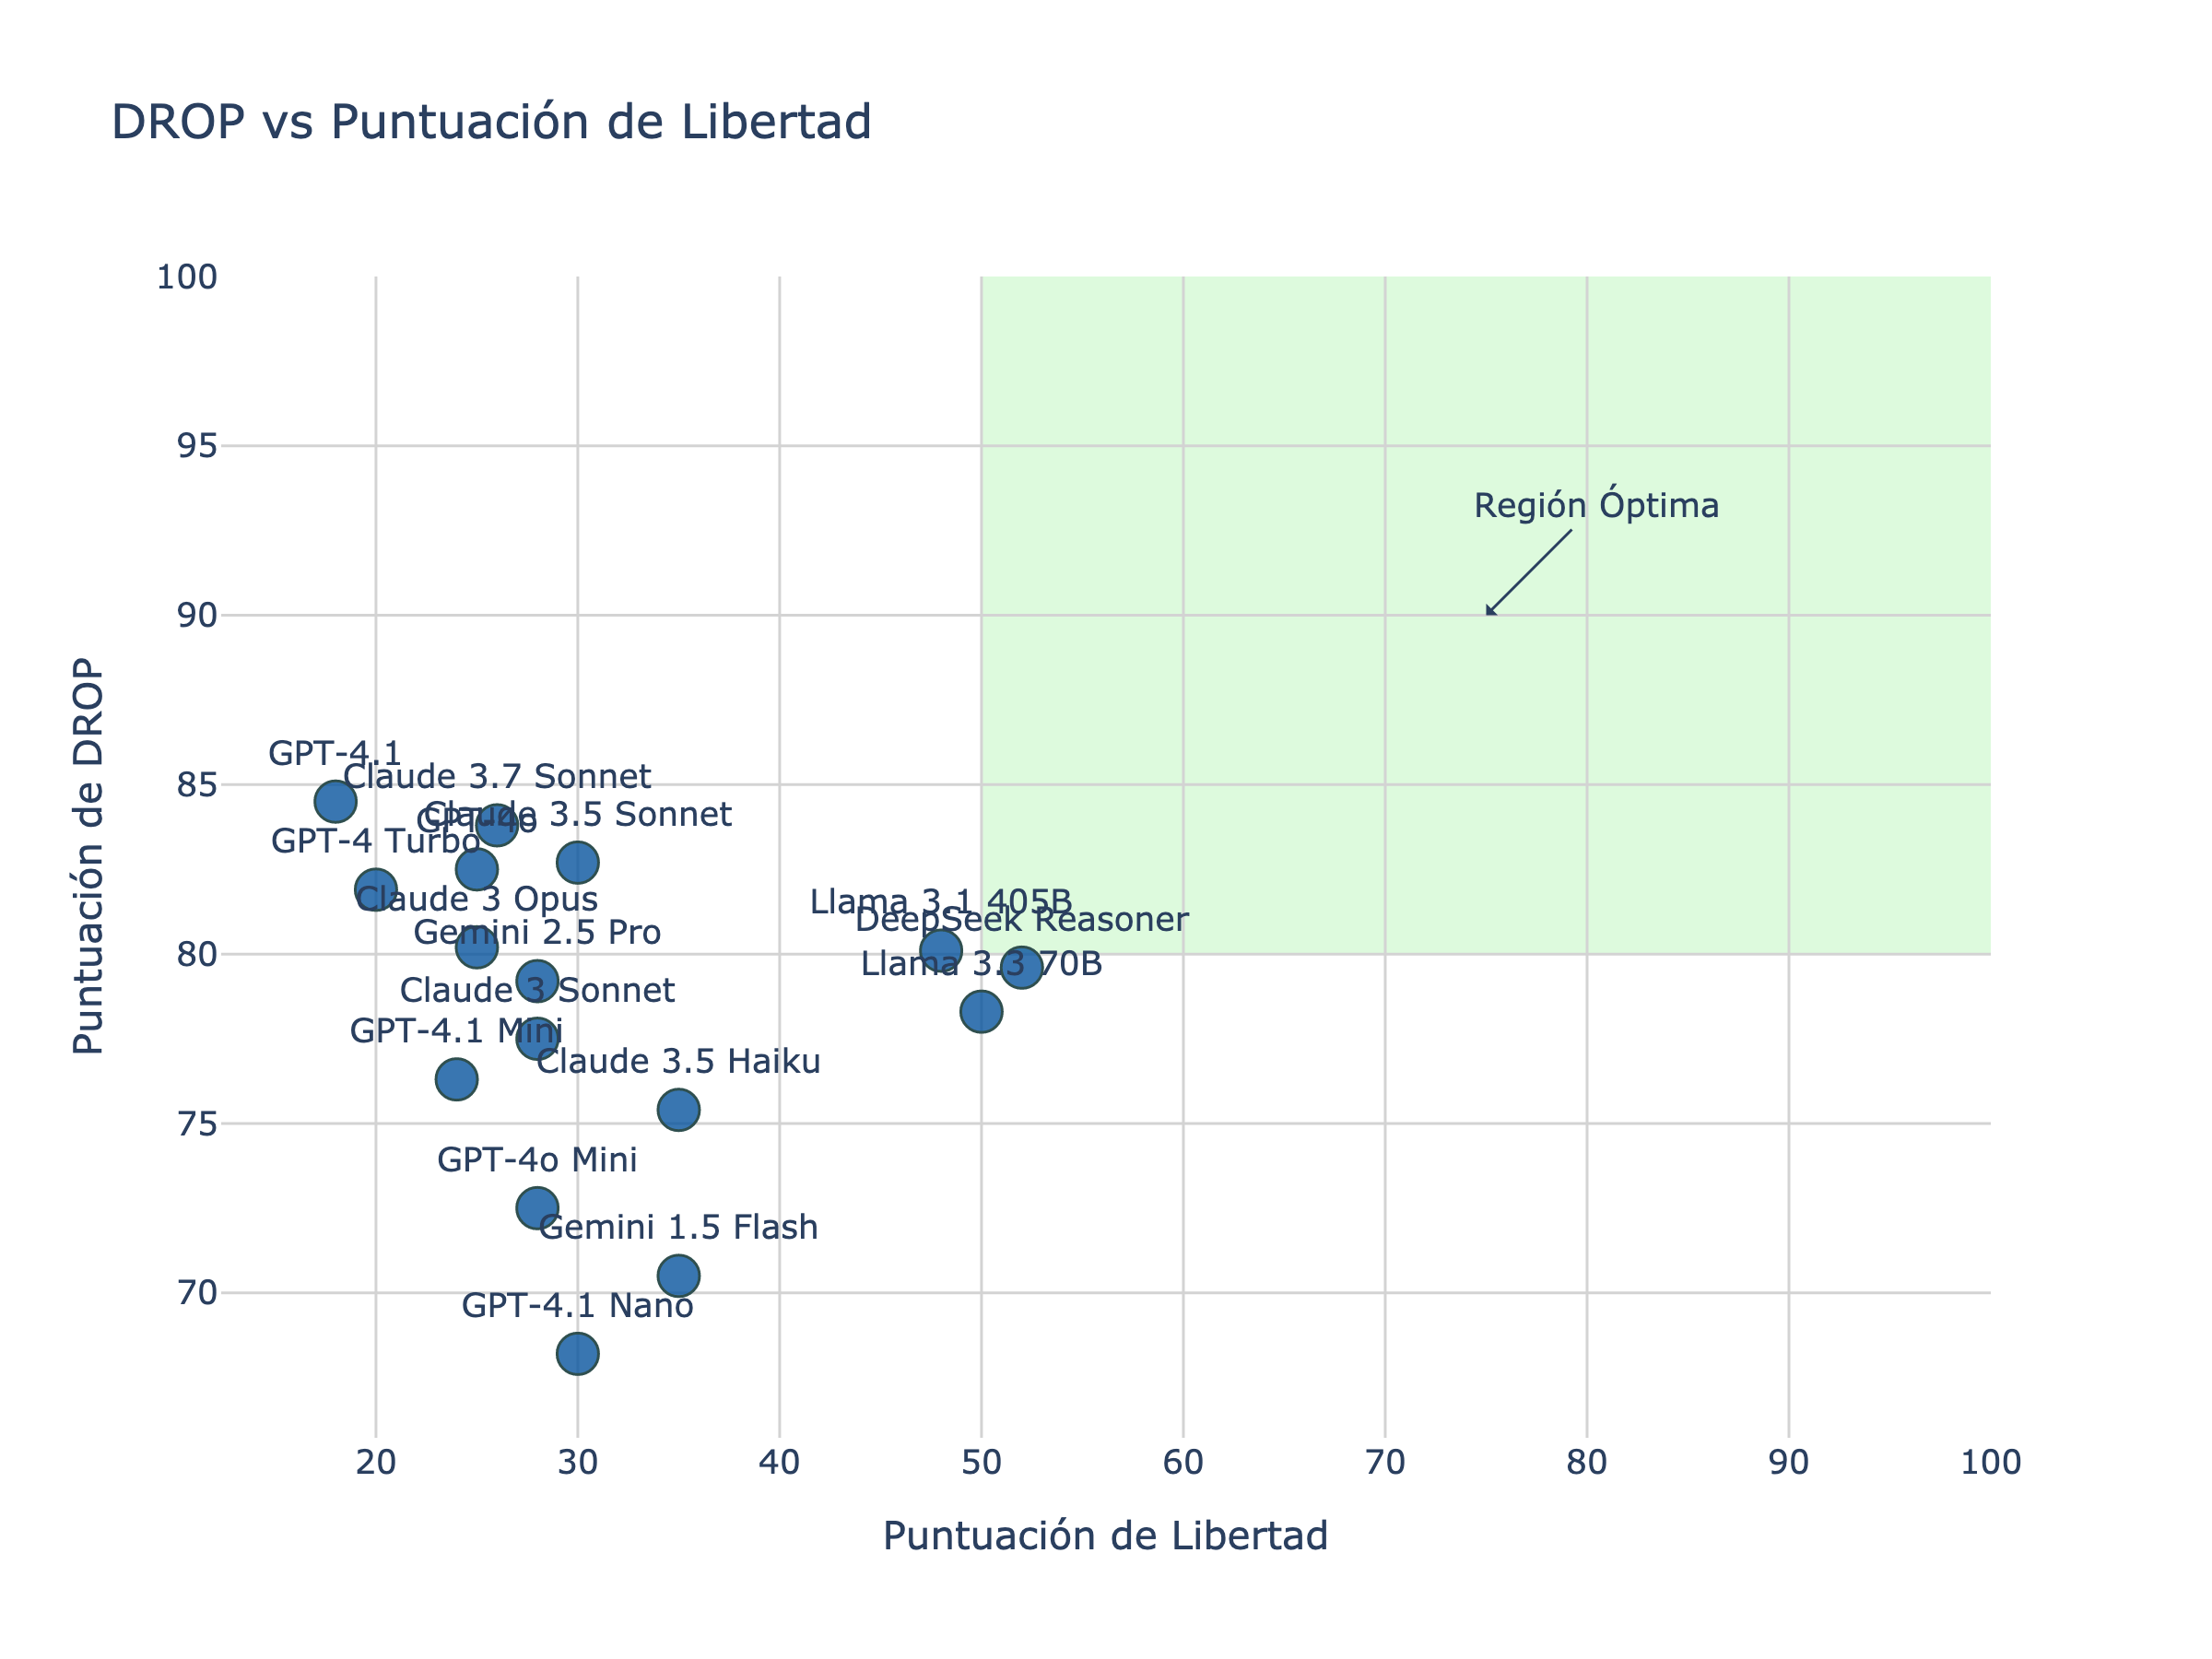 DROP vs Puntuación de Libertad
100
95
90
85
80
75
70
Puntuación de DROP
Región Óptima
GPT-4.1
Claude 3.7 Sonnet
Claude 3.5 Sonnet
GPT-4o
GPT-4 Turbo
Claude 3 Opus
Llama 3.1 405B
DeepSeek Reasoner
Gemini 2.5 Pro
Llama 3.3 70B
Claude 3 Sonnet
GPT-4.1 Mini
Claude 3.5 Haiku
GPT-4o Mini
Gemini 1.5 Flash
GPT-4.1 Nano
20 30 40 50 60 70 80 90 100
Puntuación de Libertad